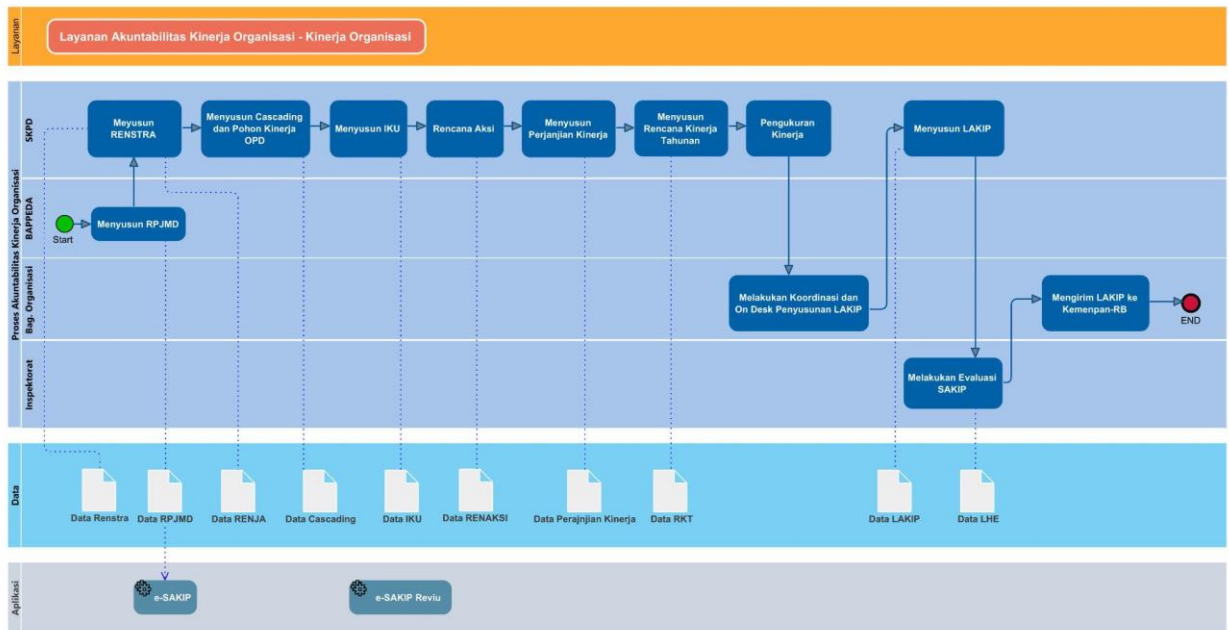 Layanan
Layanan Akuntabilitas Kinerja Organisasi - Kinerja Organisasi
Proses Akuntabilitas Kinerja Organisasi
SKPD
Meyusun
RENSTRA
Menyusun Cascading
dan Pohon Kinerja
OPD
Menyusun IKU
Rencana Aksi
Menyusun
Perjanjian Kinerja
Menyusun
Rencana Kinerja
Tahunan
Pengukuran
Kinerja
Menyusun LAKIP
BAPPEDA
Start
Menyusun RPJMD
Bag. Organisasi
Melakukan Koordinasi dan
On Desk Penyusunan LAKIP
Mengirim LAKIP ke
Kemenpan-RB
END
Inspektorat
Melakukan Evaluasi
SAKIP
Data
Data Renstra
Data RPJMD
Data RENJA
Data Cascading
Data IKU
Data RENAKSI
Data Perajnjian Kinerja
Data RKT
Data LAKIP
Data LHE
Aplikasi
e-SAKIP
e-SAKIP Reviu